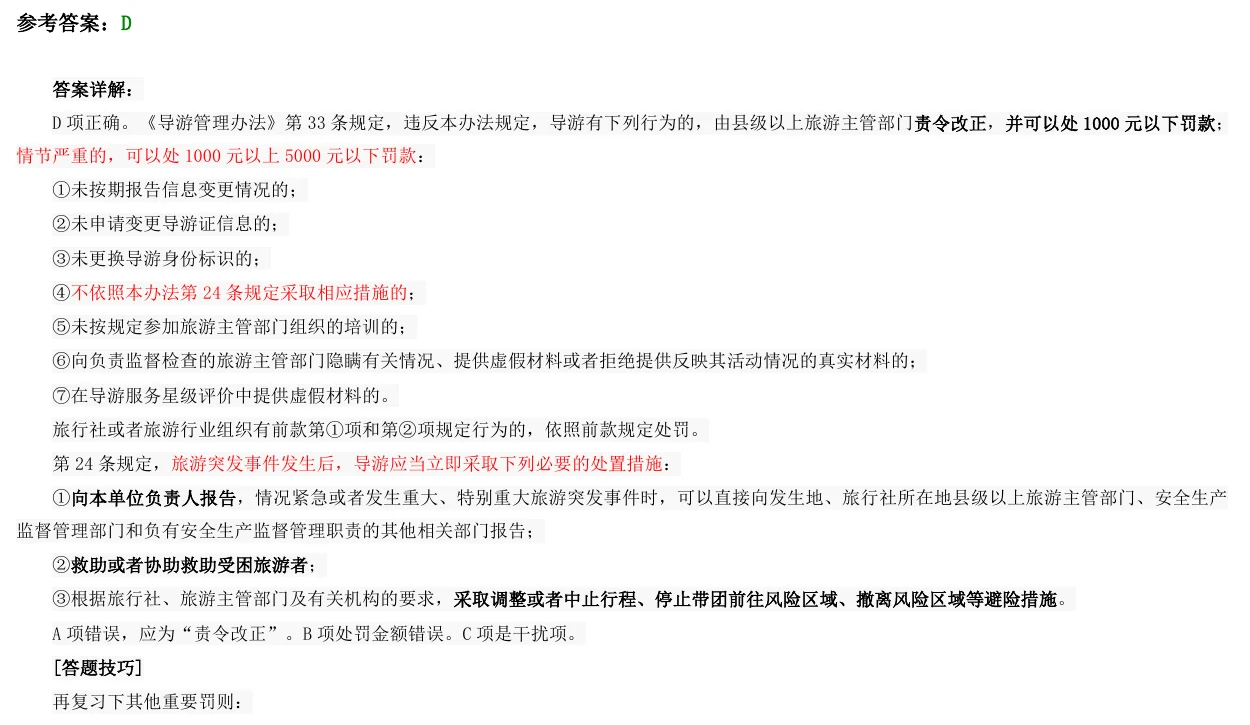 参考答案：D
答案详解：
D 项正确。《导游管理办法》第 33 条规定，违反本办法规定，导游有下列行为的，由县级以上旅游主管部门责令改正，并可以处 1000 元以下罚款；
情节严重的，可以处 1000 元以上 5000 元以下罚款：
①未按期报告信息变更情况的；
②未申请变更导游证信息的；
③未更换导游身份标识的；
④不依照本办法第 24 条规定采取相应措施的；
⑤未按规定参加旅游主管部门组织的培训的；
⑥向负责监督检查的旅游主管部门隐瞒有关情况、提供虚假材料或者拒绝提供反映其活动情况的真实材料的；
⑦在导游服务星级评价中提供虚假材料的。
旅行社或者旅游行业组织有前款第①项和第②项规定行为的，依照前款规定处罚。
第 24 条规定，旅游突发事件发生后，导游应当立即采取下列必要的处置措施：
①向本单位负责人报告，情况紧急或者发生重大、特别重大旅游突发事件时，可以直接向发生地、旅行社所在地县级以上旅游主管部门、安全生产
监督管理部门和负有安全生产监督管理职责的其他相关部门报告；
②救助或者协助救助受困旅游者；
③根据旅行社、旅游主管部门及有关机构的要求，采取调整或者中止行程、停止带团前往风险区域、撤离风险区域等避险措施。
A 项错误，应为“责令改正”。B 项处罚金额错误。C 项是干扰项。
[答题技巧]
再复习下其他重要罚则：